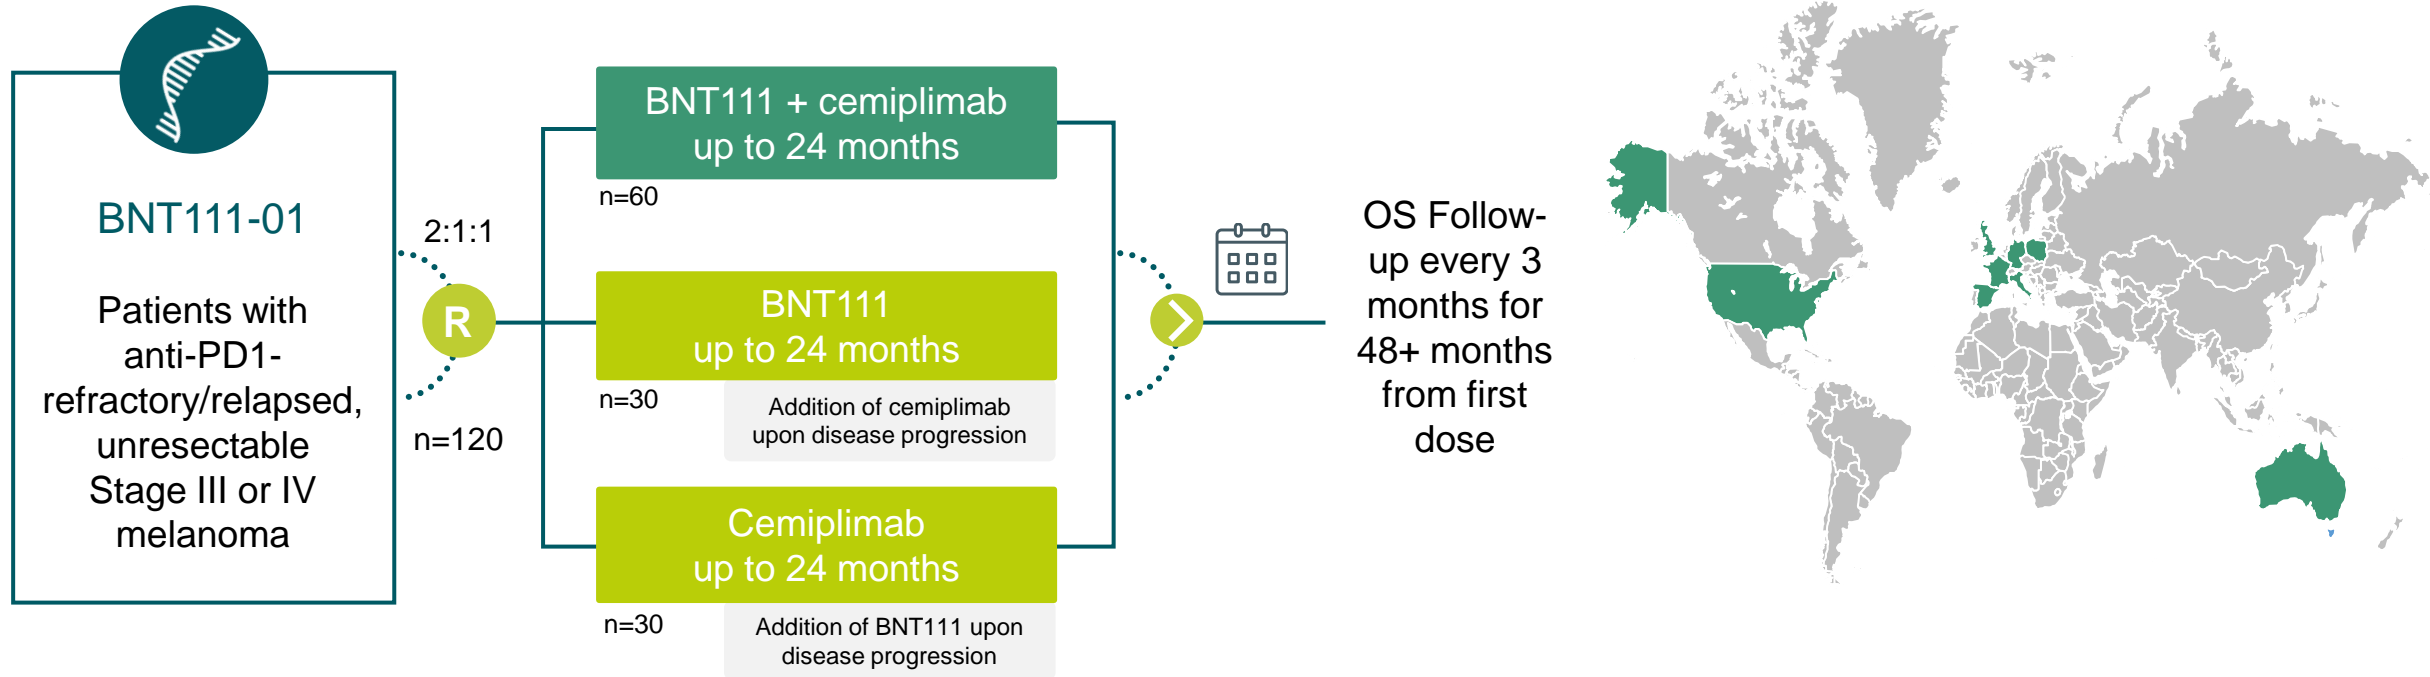 BNT111-01
Patients with
anti-PD1-
refractory/relapsed,
unresectable
Stage III or IV
melanoma
2:1:1
R
n=120
BNT111 + cemiplimab
up to 24 months
n=60
BNT111
up to 24 months
n=30
Addition of cemiplimab
upon disease progression
Cemiplimab
up to 24 months
n=30
Addition of BNT111 upon
disease progression
OS Follow-
up every 3
months for
48+ months
from first
dose